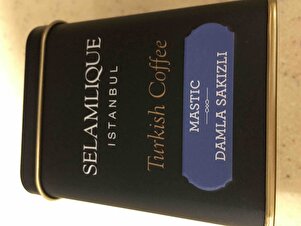 SELAMLIQUE
ISTANBUL
Turkish Coffee
MASTIC
DAMLA SAKIZLI